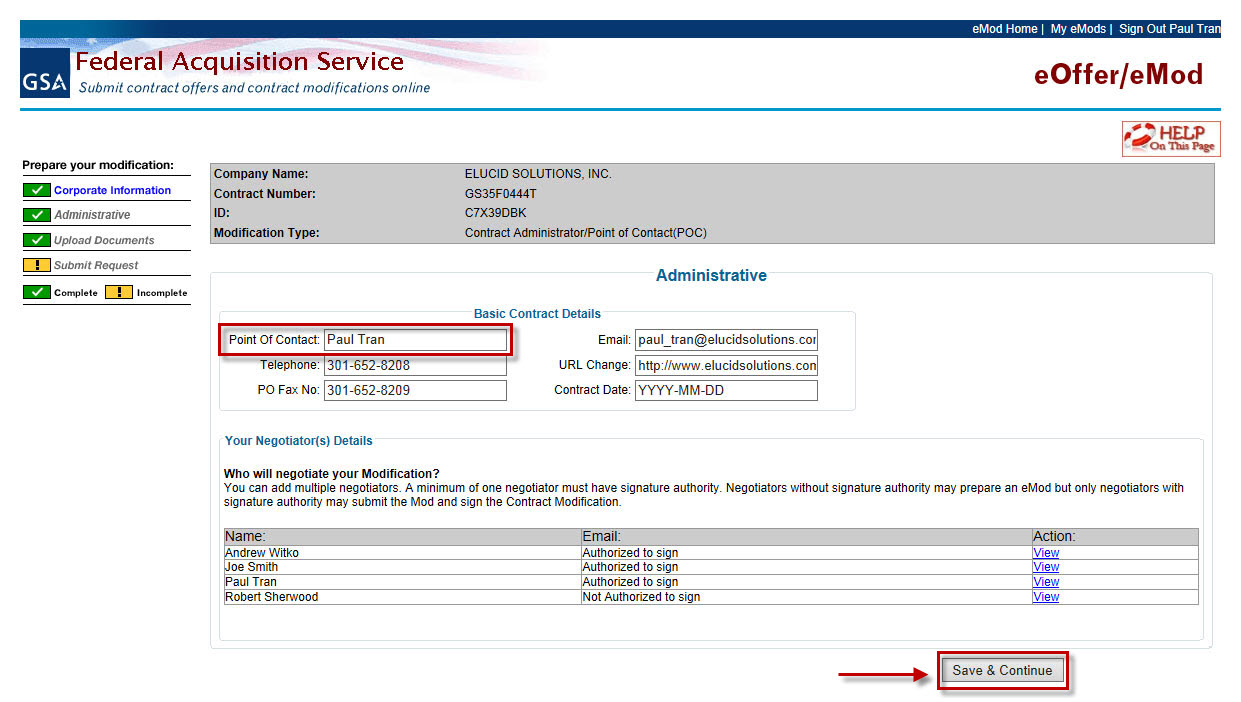 eMod Home | My eMods | Sign Out Paul Tran
GSA
Federal Acquisition Service
Submit contract offers and contract modifications online
eOffer/eMod
HELP
On This Page
Prepare your modification:
Corporate Information
Administrative
Upload Documents
! Submit Request
Complete ! Incomplete
Company Name: ELUCID SOLUTIONS, INC.
Contract Number: GS35F0444T
ID: C7X39DBK
Modification Type: Contract Administrator/Point of Contact(POC)
Administrative
Basic Contract Details
Point Of Contact: Paul Tran Email: paul_tran@elucidsolutions.cor
Telephone: 301-652-8208 URL Change: http://www.elucidsolutions.con
PO Fax No: 301-652-8209 Contract Date: YYYY-MM-DD
Your Negotiator(s) Details
Who will negotiate your Modification?
You can add multiple negotiators. A minimum of one negotiator must have signature authority. Negotiators without signature authority may prepare an eMod but only negotiators with
signature authority may submit the Mod and sign the Contract Modification.
Name: Email: Action:
Andrew Witko Authorized to sign View
Joe Smith Authorized to sign View
Paul Tran Authorized to sign View
Robert Sherwood Not Authorized to sign View
Save & Continue